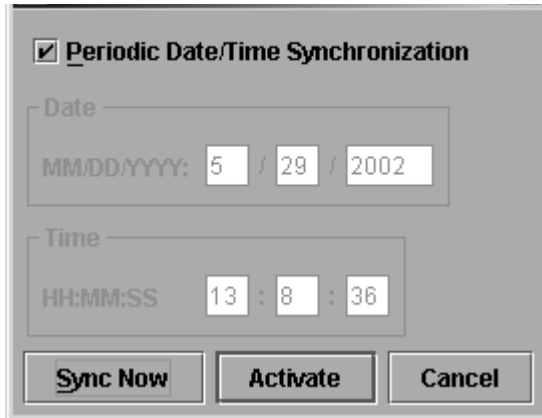 Periodic Date/Time Synchronization
Date
MM/DD/YYYY: 5 / 29 / 2002
Time
HH:MM:SS 13 : 8 : 36
Sync Now Activate Cancel